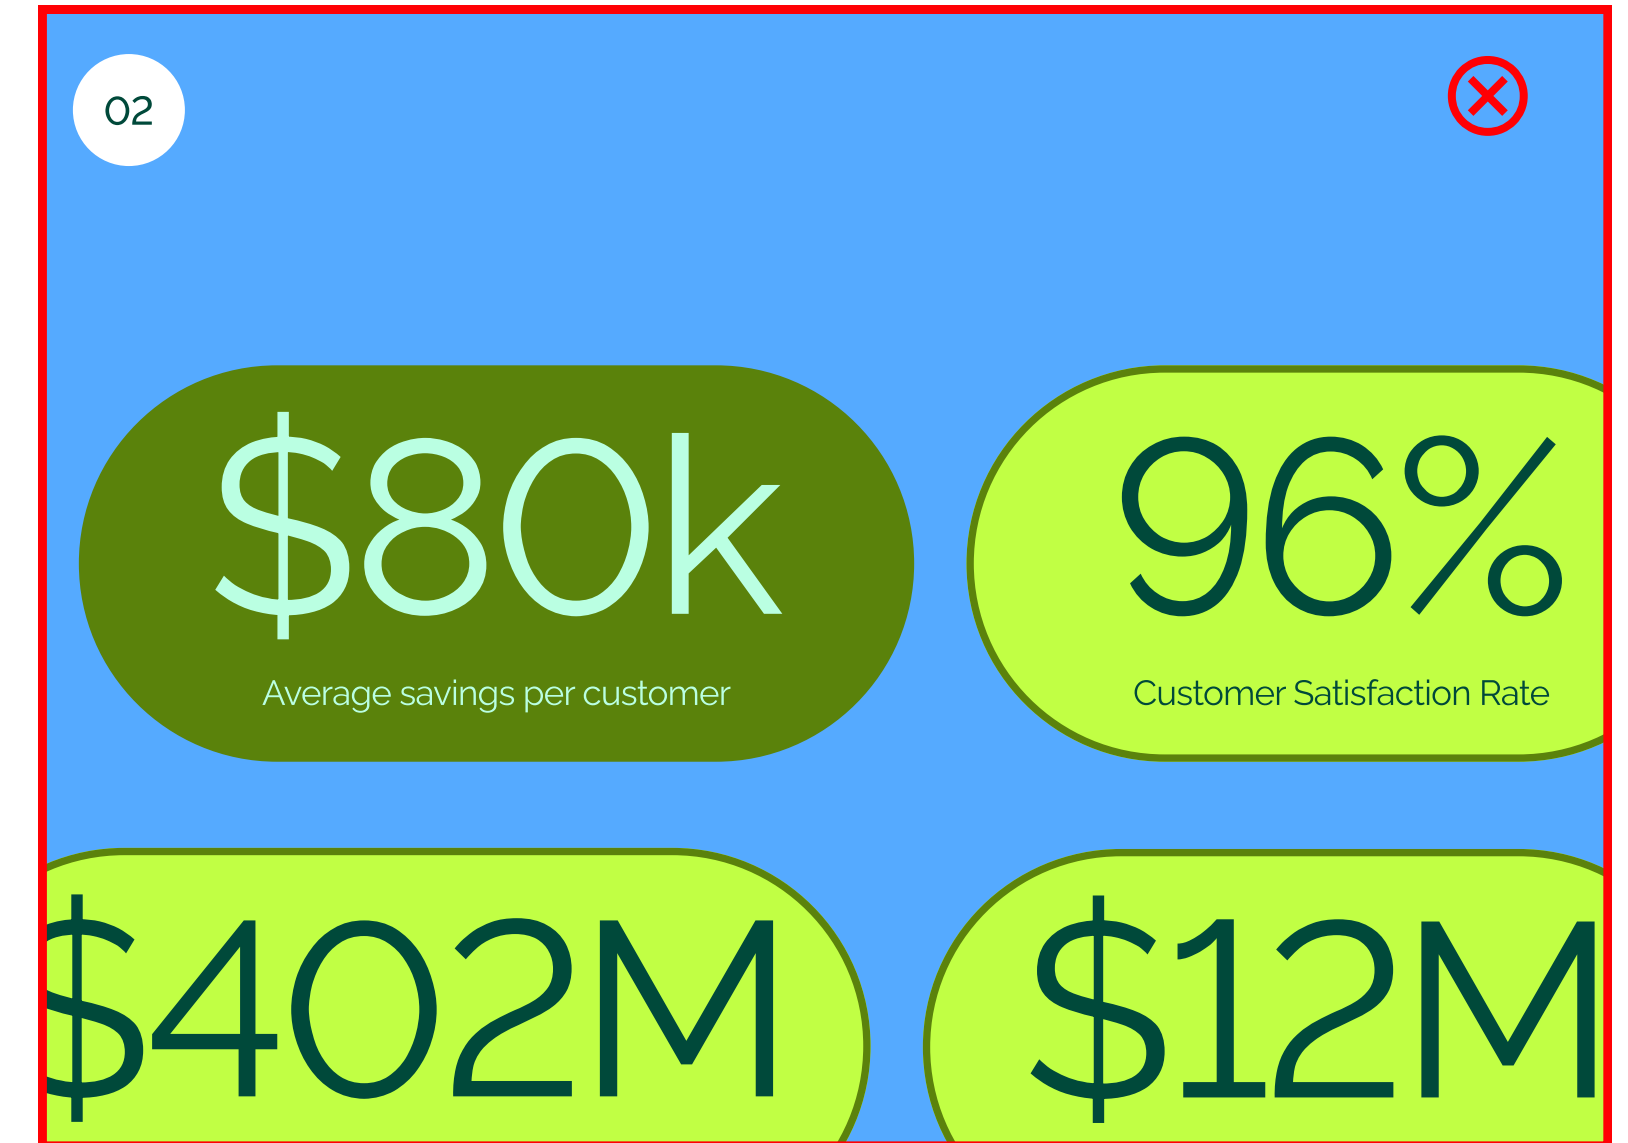 02
$80k
Average savings per customer
96%
Customer Satisfaction Rate
$402M
$12M